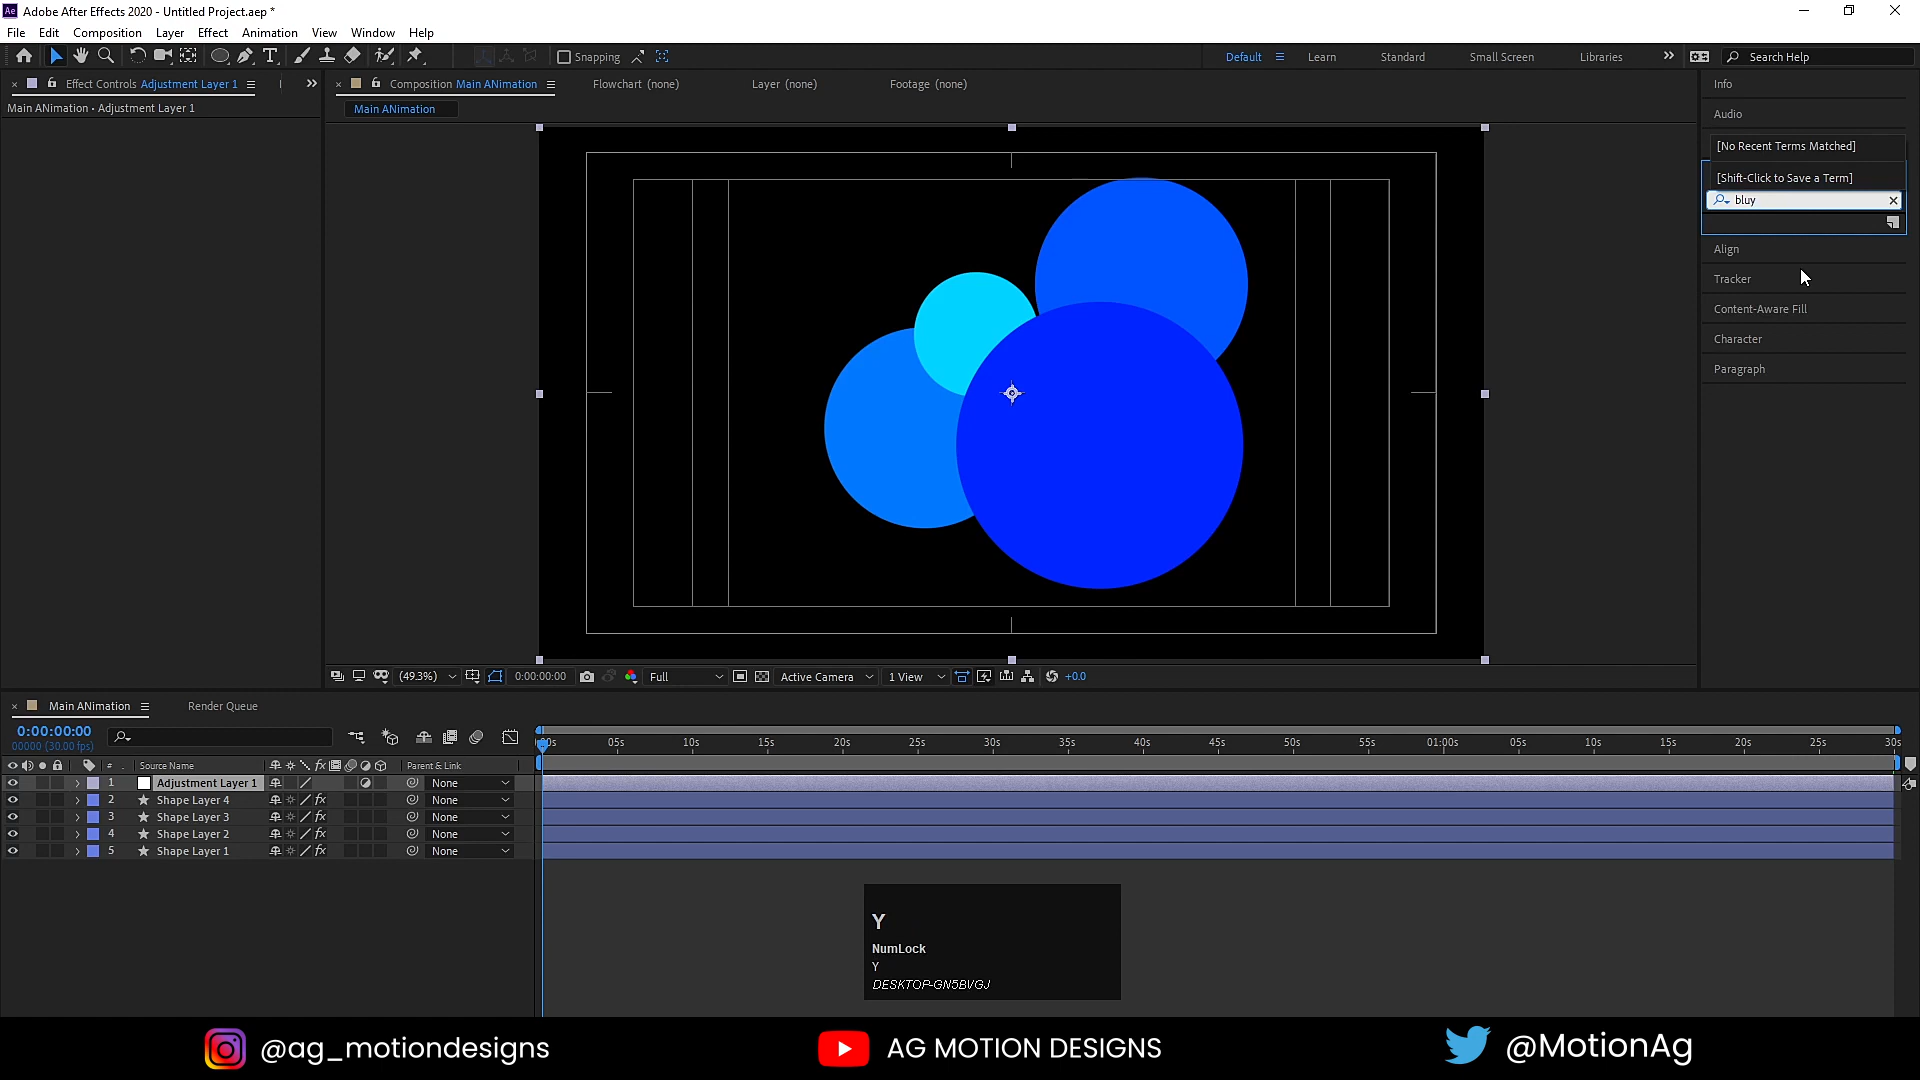 Ae Adobe After Effects 2020 - Untitled Project.aep *
File Edit Composition Layer Effect Animation View Window Help
Snapping Default Learn Standard Small Screen Libraries Search Help
Effect Controls Adjustment Layer 1
Composition Main ANimation Flowchart (none) Layer (none) Footage (none)
Main ANimation • Adjustment Layer 1
Main ANimation
Info
Audio
[No Recent Terms Matched]
[Shift-Click to Save a Term]
bluy
Align
Tracker
Content-Aware Fill
Character
Paragraph
(49.3%) 0:00:00:00 Full Active Camera 1 View +0.0
Main ANimation Render Queue
0:00:00:00
00000 (30.00 fps)
05s 10s 15s 20s 25s 30s 35s 40s 45s 50s 55s 01:00s 05s 10s 15s 20s 25s 30s
# Source Name fx Parent & Link
1 Adjustment Layer 1 None
2 Shape Layer 4 fx None
3 Shape Layer 3 fx None
4 Shape Layer 2 fx None
5 Shape Layer 1 fx None
Y
NumLock
Y
DESKTOP-GN5BVGJ
@ag_motiondesigns AG MOTION DESIGNS @MotionAg